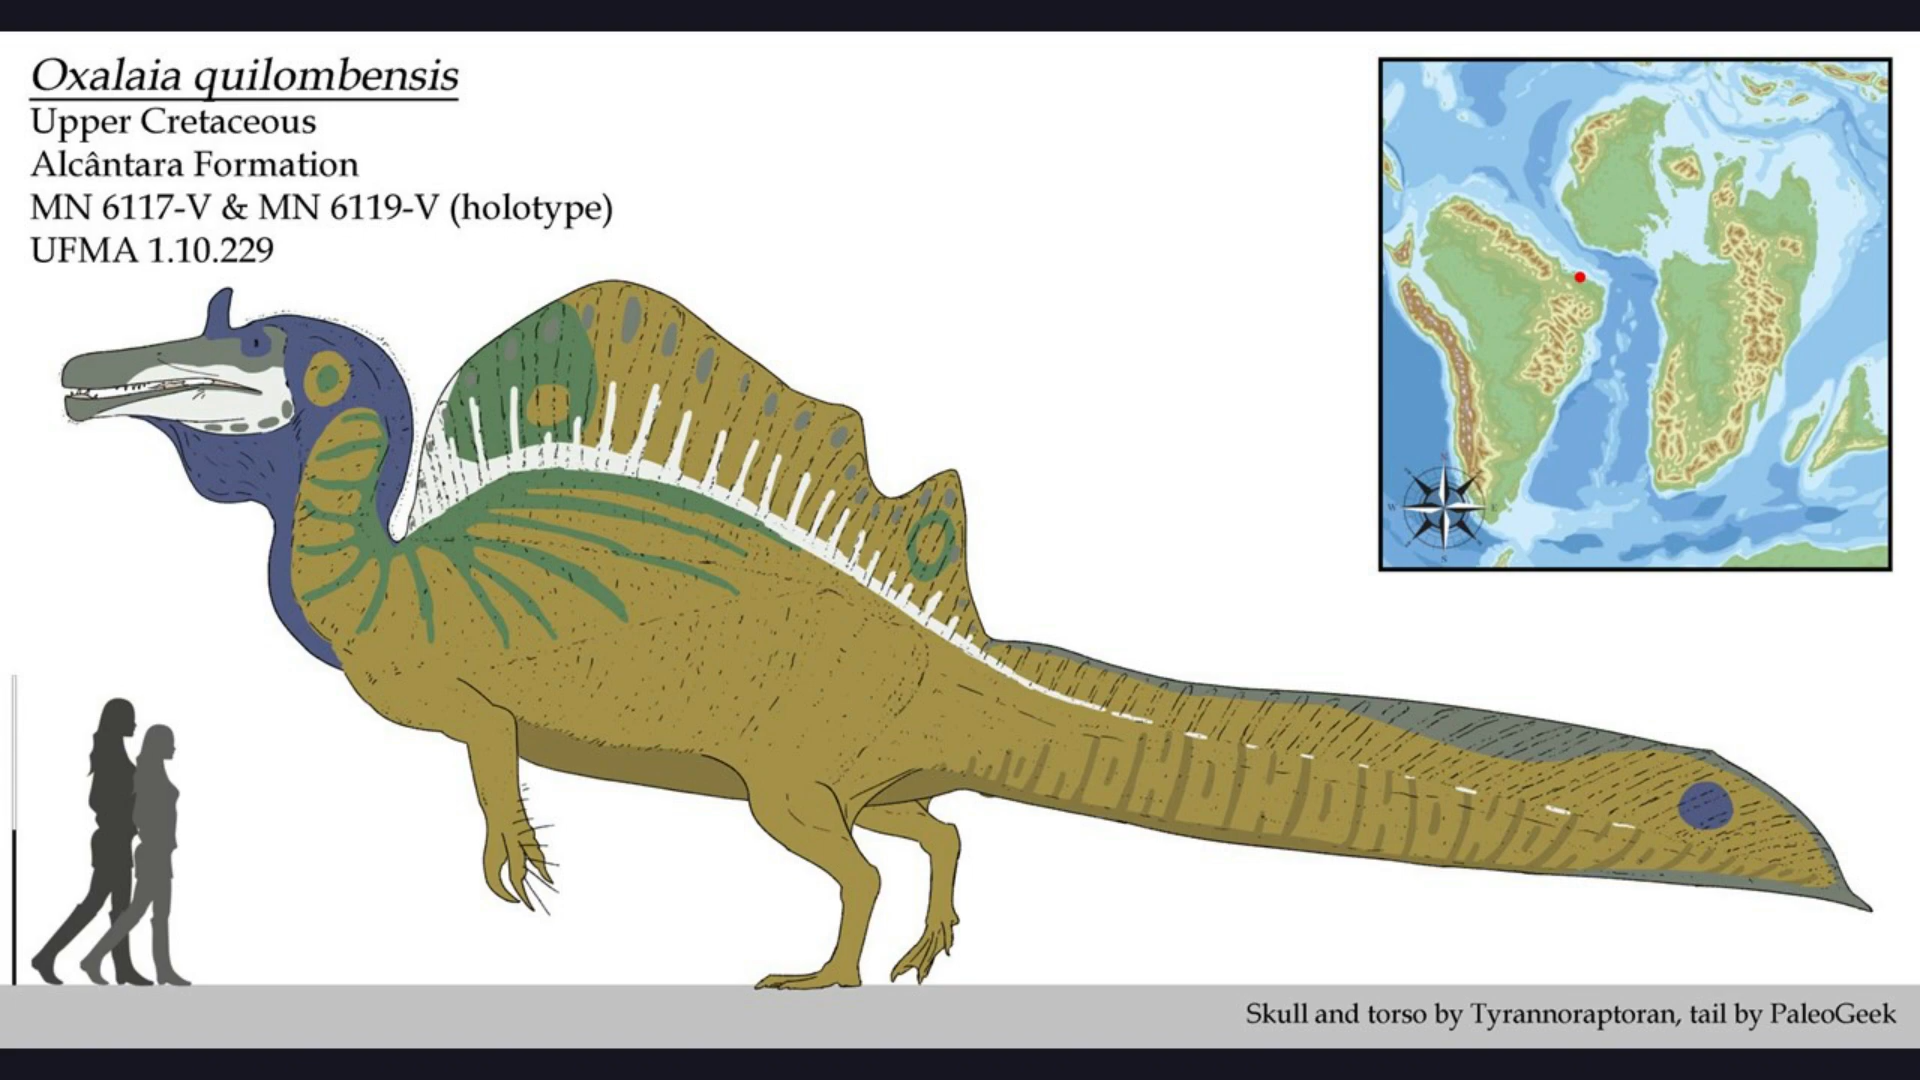 Oxalaia quilombensis
Upper Cretaceous
Alcântara Formation
MN 6117-V & MN 6119-V (holotype)
UFMA 1.10.229
N
W
E
S
Skull and torso by Tyrannoraptoran, tail by PaleoGeek